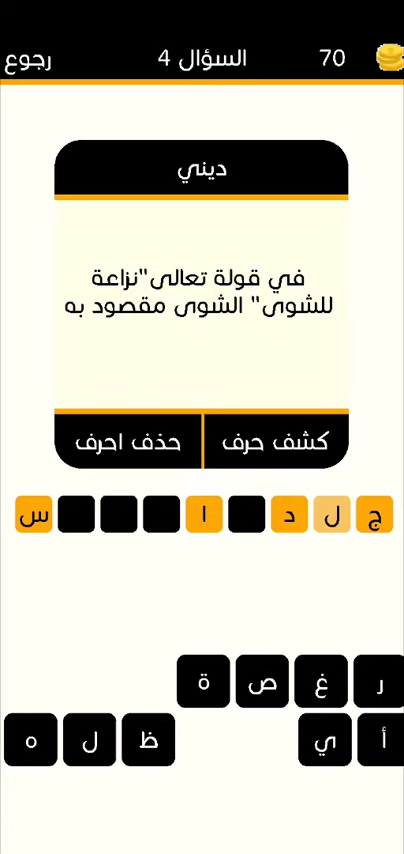 رجوع السؤال 4 70
ديني
في قولة تعالى"نزاعة
للشوى" الشوى مقصود به
كشف حرف حذف احرف
ج ل د ا س
ر غ ص ة
أ ي ظ ل ه